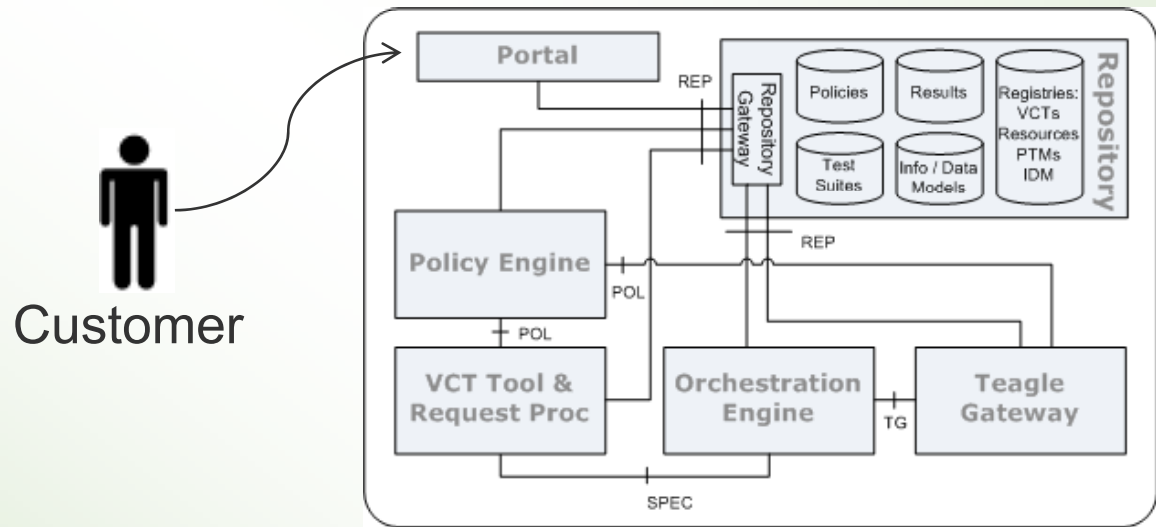 Portal
REP
Repository
Gateway
Policies
Results
Registries:
VCTs
Resources
PTMs
IDM
Test
Suites
Info / Data
Models
Repository
Customer
REP
Policy Engine
POL
POL
VCT Tool &
Request Proc
Orchestration
Engine
TG
Teagle
Gateway
SPEC